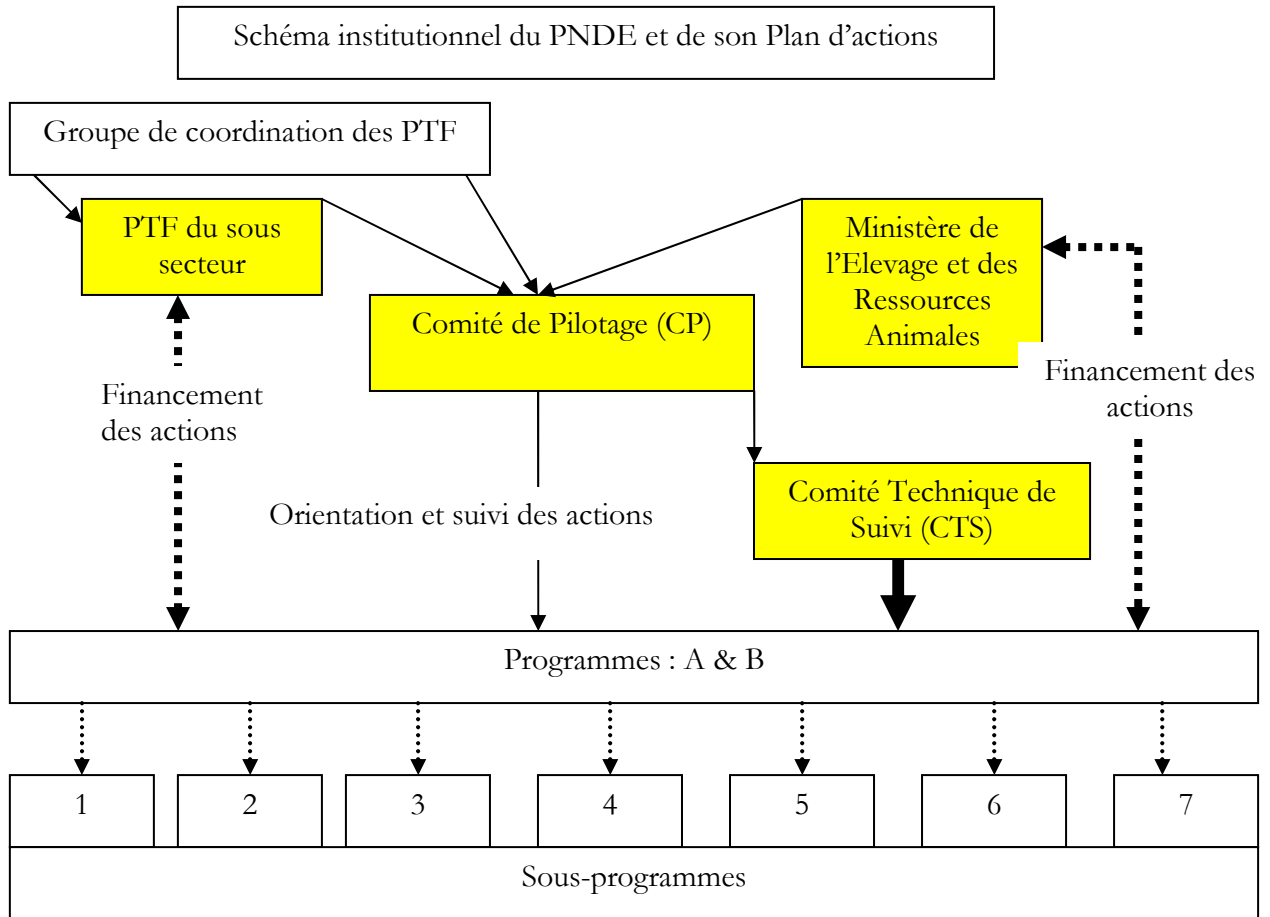 Schéma institutionnel du PNDE et de son Plan d’actions
Groupe de coordination des PTF
PTF du sous
secteur
Ministère de
l’Elevage et des
Ressources
Animales
Comité de Pilotage (CP)
Financement
des actions
Financement des
actions
Comité Technique de
Suivi (CTS)
Orientation et suivi des actions
Programmes : A & B
1
2
3
4
5
6
7
Sous-programmes